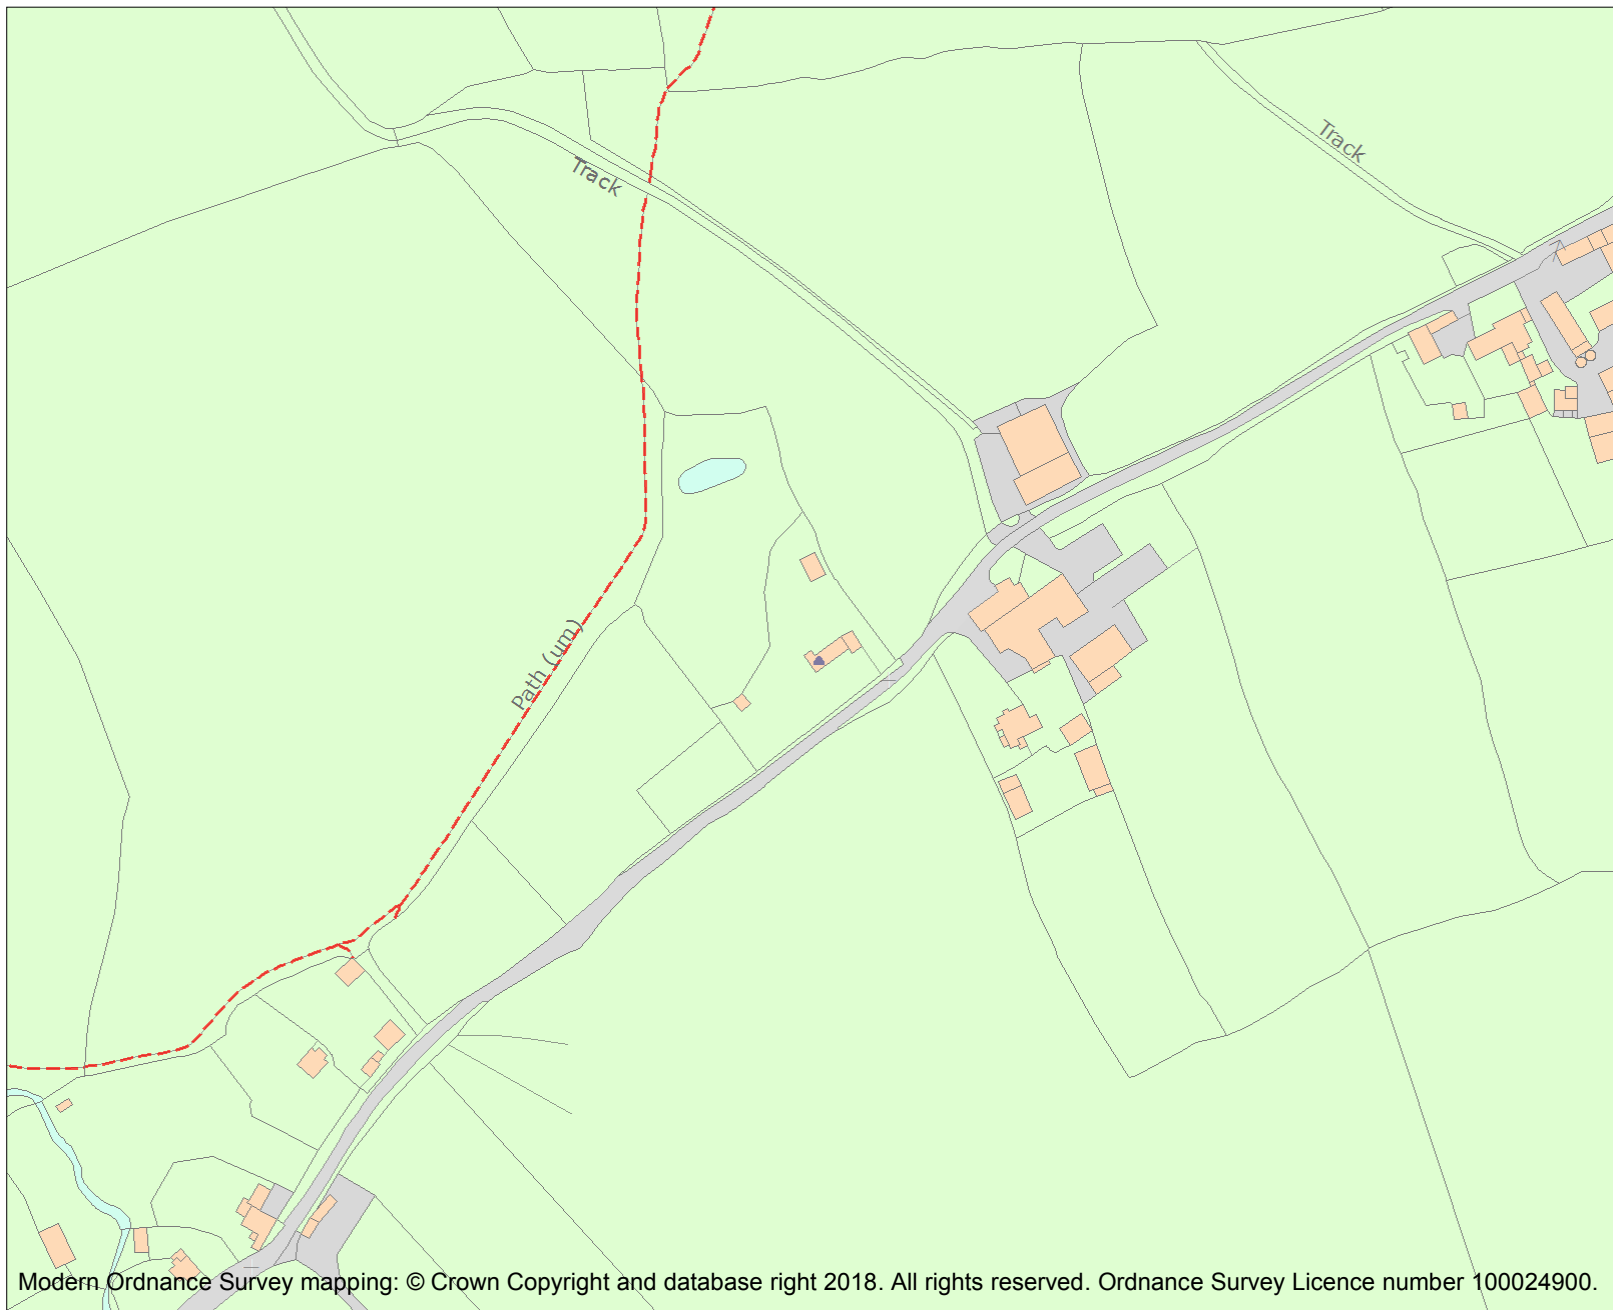 Track
Track
Path (um)
Modern Ordnance Survey mapping: © Crown Copyright and database right 2018. All rights reserved. Ordnance Survey Licence number 100024900.